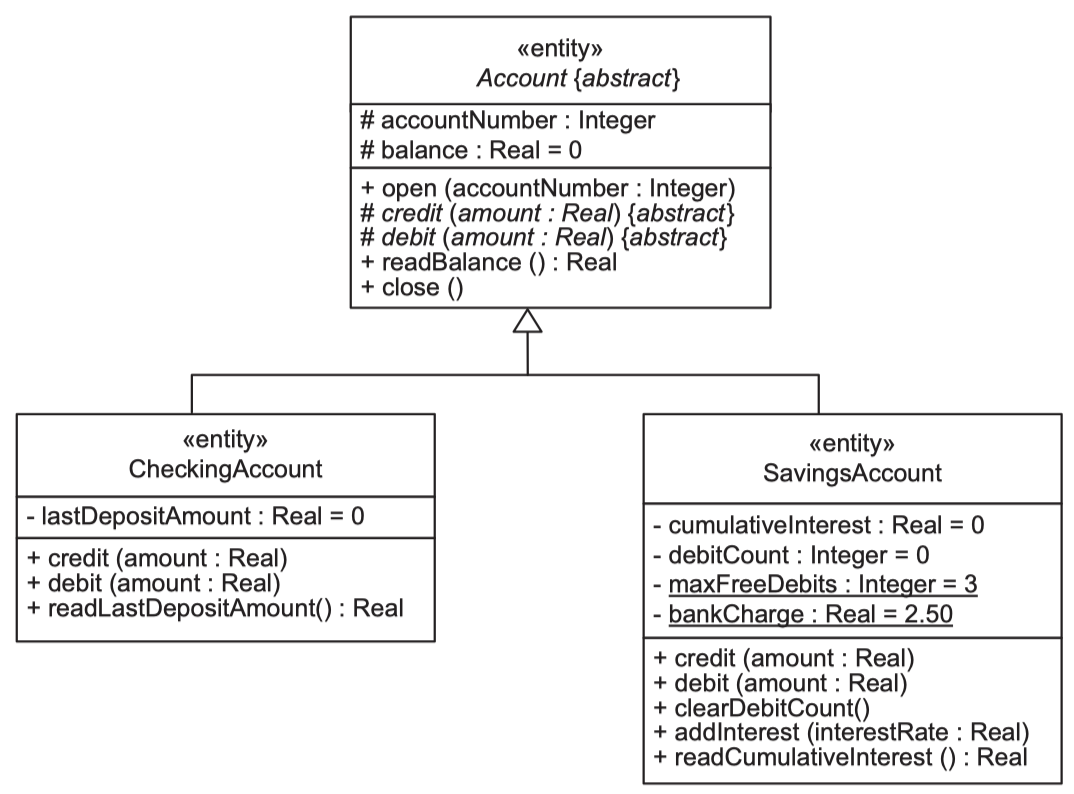 «entity»
Account {abstract}
# accountNumber : Integer
# balance : Real = 0
+ open (accountNumber : Integer)
# credit (amount : Real) {abstract}
# debit (amount : Real) {abstract}
+ readBalance () : Real
+ close ()
«entity»
CheckingAccount
- lastDepositAmount : Real = 0
+ credit (amount : Real)
+ debit (amount : Real)
+ readLastDepositAmount() : Real
«entity»
SavingsAccount
- cumulativeInterest : Real = 0
- debitCount : Integer = 0
- maxFreeDebits : Integer = 3
- bankCharge : Real = 2.50
+ credit (amount : Real)
+ debit (amount : Real)
+ clearDebitCount()
+ addInterest (interestRate : Real)
+ readCumulativeInterest () : Real